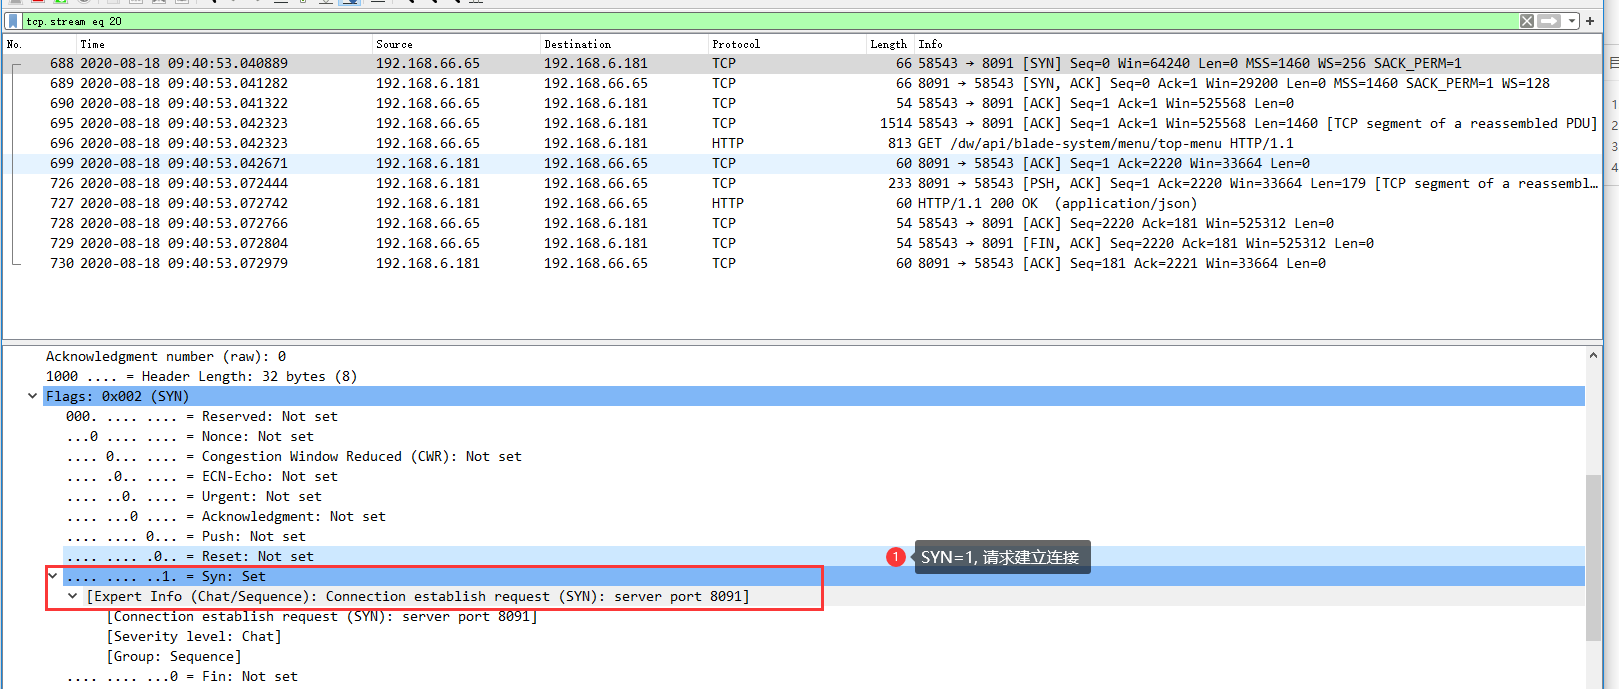 tcp.stream eq 20
No. Time Source Destination Protocol Length Info
688 2020-08-18 09:40:53.040889 192.168.66.65 192.168.6.181 TCP 66 58543 → 8091 [SYN] Seq=0 Win=64240 Len=0 MSS=1460 WS=256 SACK_PERM=1
689 2020-08-18 09:40:53.041282 192.168.6.181 192.168.66.65 TCP 66 8091 → 58543 [SYN, ACK] Seq=0 Ack=1 Win=29200 Len=0 MSS=1460 SACK_PERM=1 WS=128
690 2020-08-18 09:40:53.041322 192.168.66.65 192.168.6.181 TCP 54 58543 → 8091 [ACK] Seq=1 Ack=1 Win=525568 Len=0
695 2020-08-18 09:40:53.042323 192.168.66.65 192.168.6.181 TCP 1514 58543 → 8091 [ACK] Seq=1 Ack=1 Win=525568 Len=1460 [TCP segment of a reassembled PDU]
696 2020-08-18 09:40:53.042323 192.168.66.65 192.168.6.181 HTTP 813 GET /dw/api/blade-system/menu/top-menu HTTP/1.1
699 2020-08-18 09:40:53.042671 192.168.6.181 192.168.66.65 TCP 60 8091 → 58543 [ACK] Seq=1 Ack=2220 Win=33664 Len=0
726 2020-08-18 09:40:53.072444 192.168.6.181 192.168.66.65 TCP 233 8091 → 58543 [PSH, ACK] Seq=1 Ack=2220 Win=33664 Len=179 [TCP segment of a reassembl…
727 2020-08-18 09:40:53.072742 192.168.6.181 192.168.66.65 HTTP 60 HTTP/1.1 200 OK (application/json)
728 2020-08-18 09:40:53.072766 192.168.66.65 192.168.6.181 TCP 54 58543 → 8091 [ACK] Seq=2220 Ack=181 Win=525312 Len=0
729 2020-08-18 09:40:53.072804 192.168.66.65 192.168.6.181 TCP 54 58543 → 8091 [FIN, ACK] Seq=2220 Ack=181 Win=525312 Len=0
730 2020-08-18 09:40:53.072979 192.168.6.181 192.168.66.65 TCP 60 8091 → 58543 [ACK] Seq=181 Ack=2221 Win=33664 Len=0
Acknowledgment number (raw): 0
1000 .... = Header Length: 32 bytes (8)
Flags: 0x002 (SYN)
000. .... .... = Reserved: Not set
...0 .... .... = Nonce: Not set
.... 0... .... = Congestion Window Reduced (CWR): Not set
.... .0.. .... = ECN-Echo: Not set
.... ..0. .... = Urgent: Not set
.... ...0 .... = Acknowledgment: Not set
.... .... 0... = Push: Not set
.... .... .0.. = Reset: Not set
1 SYN=1, 请求建立连接
.... .... ..1. = Syn: Set
[Expert Info (Chat/Sequence): Connection establish request (SYN): server port 8091]
[Connection establish request (SYN): server port 8091]
[Severity level: Chat]
[Group: Sequence]
.... .... ...0 = Fin: Not set
1
2
3
4